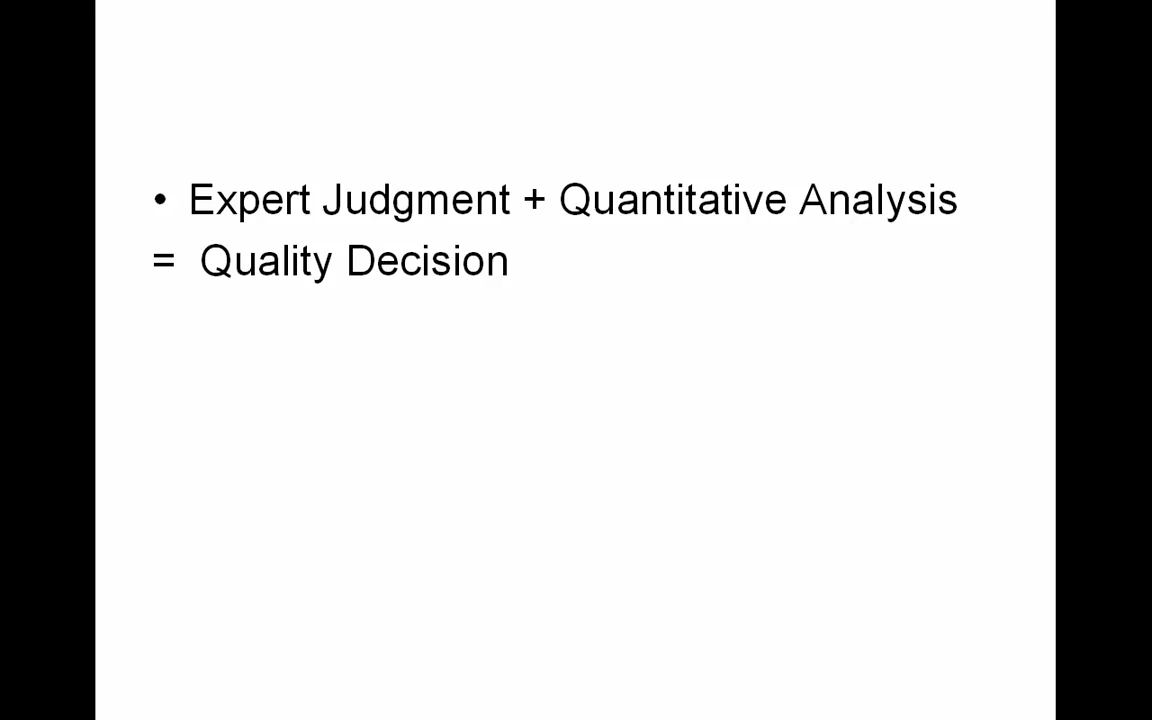 • Expert Judgment + Quantitative Analysis
= Quality Decision